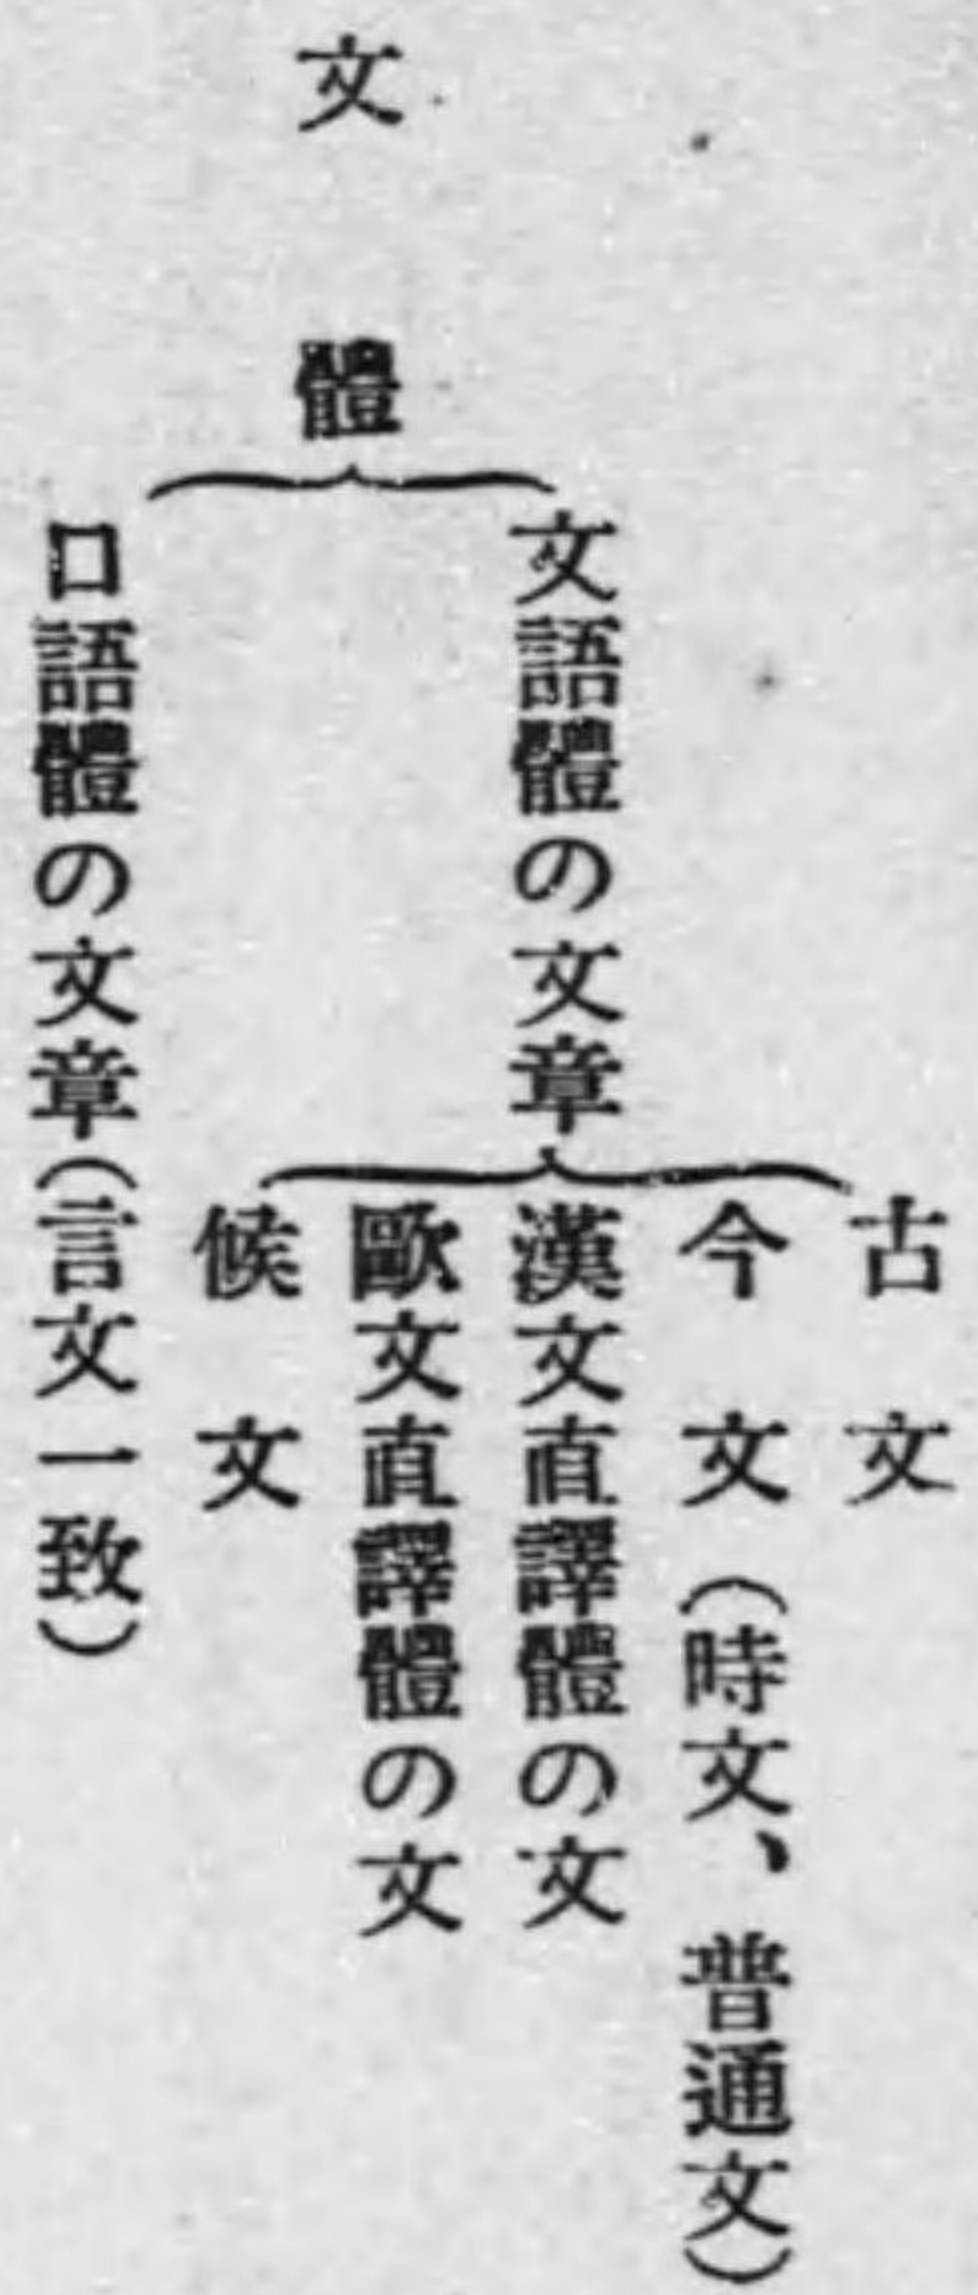 文體
文語體の文章
古文
今文(時文、普通文)
漢文直譯體の文
歐文直譯體の文
候文
口語體の文章(言文一致)